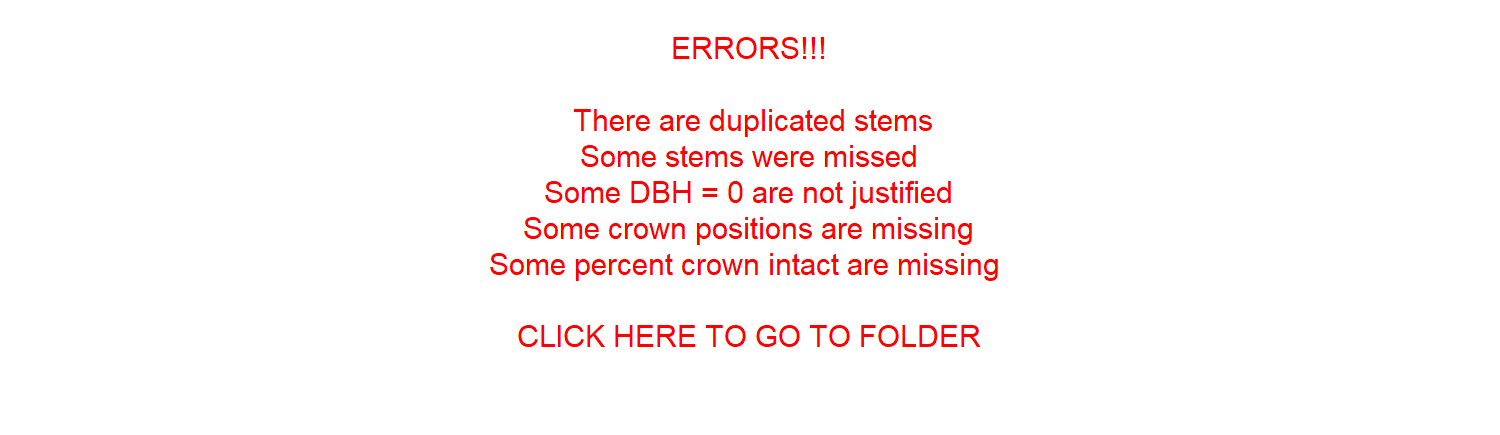 ERRORS!!!
There are duplicated stems
Some stems were missed
Some DBH = 0 are not justified
Some crown positions are missing
Some percent crown intact are missing
CLICK HERE TO GO TO FOLDER